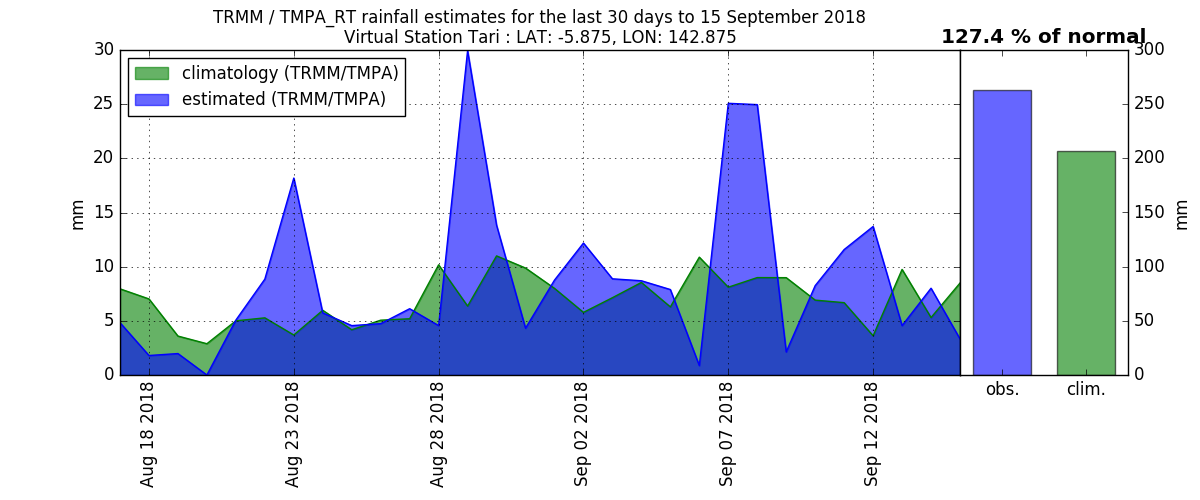 TRMM / TMPA_RT rainfall estimates for the last 30 days to 15 September 2018
Virtual Station Tari : LAT: -5.875, LON: 142.875
127.4 % of normal
climatology (TRMM/TMPA)
estimated (TRMM/TMPA)
30
25
20
15
10
5
0
mm
Aug 18 2018
Aug 23 2018
Aug 28 2018
Sep 02 2018
Sep 07 2018
Sep 12 2018
300
250
200
150
100
50
0
mm
obs.
clim.